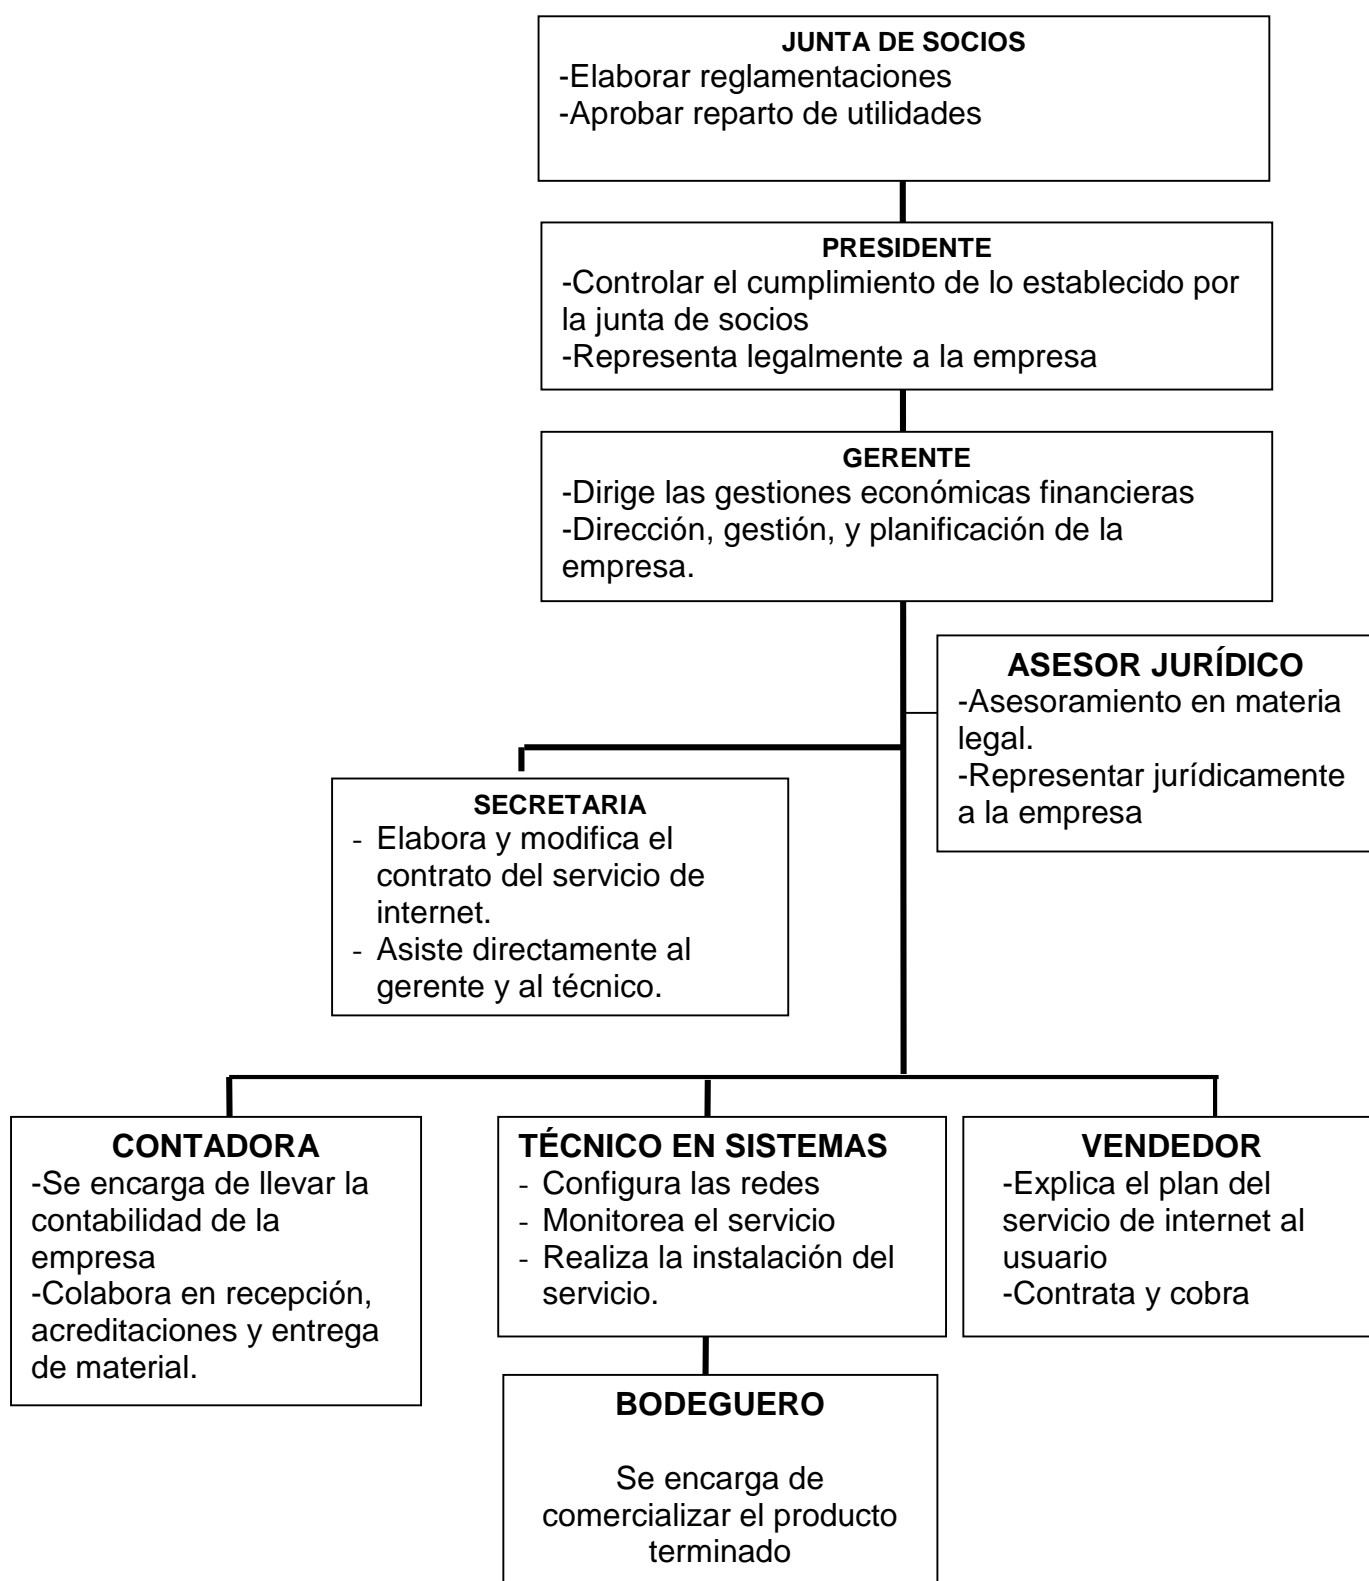 JUNTA DE SOCIOS
-Elaborar reglamentaciones
-Aprobar reparto de utilidades
PRESIDENTE
-Controlar el cumplimiento de lo establecido por
la junta de socios
-Representa legalmente a la empresa
GERENTE
-Dirige las gestiones económicas financieras
-Dirección, gestión, y planificación de la
empresa.
ASESOR JURÍDICO
-Asesoramiento en materia
legal.
-Representar jurídicamente
a la empresa
SECRETARIA
- Elabora y modifica el
contrato del servicio de
internet.
- Asiste directamente al
gerente y al técnico.
CONTADORA
-Se encarga de llevar la
contabilidad de la
empresa
-Colabora en recepción,
acreditaciones y entrega
de material.
TÉCNICO EN SISTEMAS
- Configura las redes
- Monitorea el servicio
- Realiza la instalación del
servicio.
VENDEDOR
-Explica el plan del
servicio de internet al
usuario
-Contrata y cobra
BODEGUERO
Se encarga de
comercializar el producto
terminado